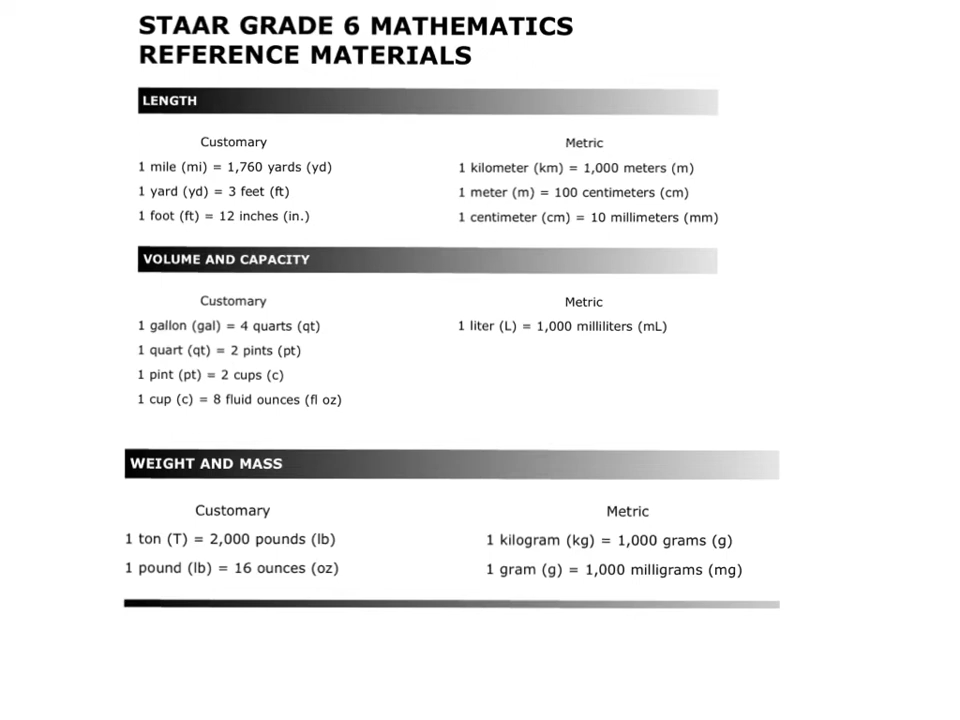 STAAR GRADE 6 MATHEMATICS
REFERENCE MATERIALS
LENGTH
Customary
1 mile (mi) = 1,760 yards (yd)
1 yard (yd) = 3 feet (ft)
1 foot (ft) = 12 inches (in.)
Metric
1 kilometer (km) = 1,000 meters (m)
1 meter (m) = 100 centimeters (cm)
1 centimeter (cm) = 10 millimeters (mm)
VOLUME AND CAPACITY
Customary
1 gallon (gal) = 4 quarts (qt)
1 quart (qt) = 2 pints (pt)
1 pint (pt) = 2 cups (c)
1 cup (c) = 8 fluid ounces (fl oz)
Metric
1 liter (L) = 1,000 milliliters (mL)
WEIGHT AND MASS
Customary
1 ton (T) = 2,000 pounds (lb)
1 pound (lb) = 16 ounces (oz)
Metric
1 kilogram (kg) = 1,000 grams (g)
1 gram (g) = 1,000 milligrams (mg)